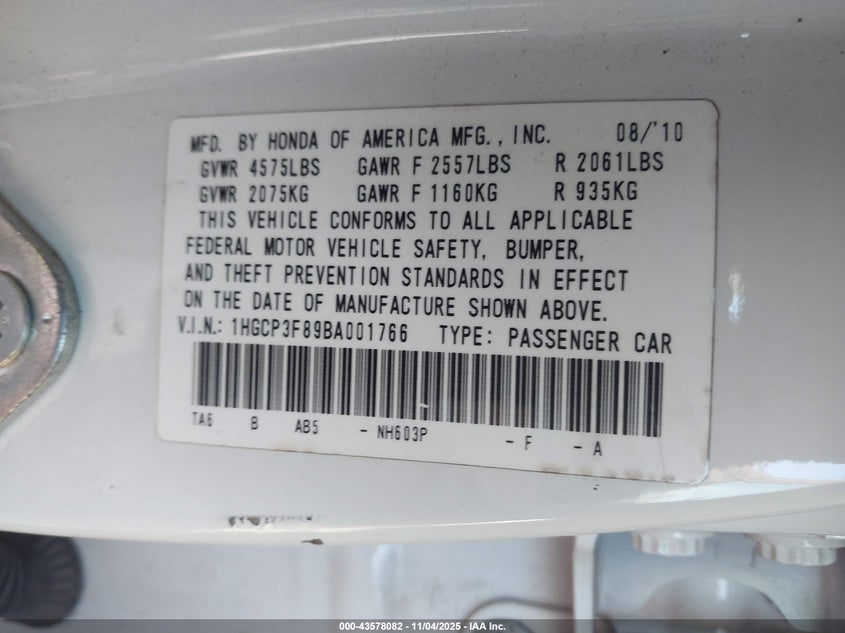 MFD. BY HONDA OF AMERICA MFG., INC. 08/'10
GVWR 4575LBS GAWR F 2557LBS R 2061LBS
GVWR 2075KG GAWR F 1160KG R 935KG
THIS VEHICLE CONFORMS TO ALL APPLICABLE
FEDERAL MOTOR VEHICLE SAFETY, BUMPER,
AND THEFT PREVENTION STANDARDS IN EFFECT
ON THE DATE OF MANUFACTURE SHOWN ABOVE.
V.I.N.: 1HGCP3F89BA001766 TYPE: PASSENGER CAR
TA6 B AB5 - NH603P - F - A
000-43578082 - 11/04/2025 - IAA Inc.